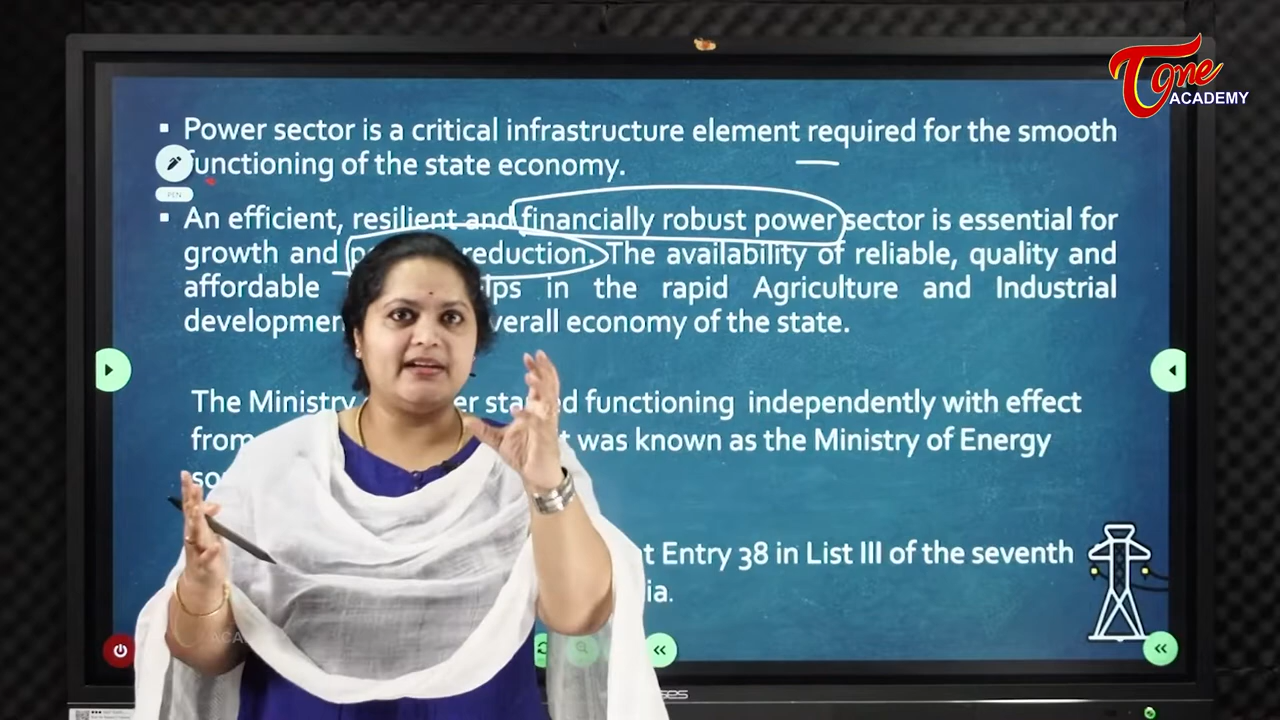 Tone
ACADEMY
Power sector is a critical infrastructure element required for the smooth
functioning of the state economy.
PEN
An efficient, resilient and financially robust power sector is essential for
growth and reduction. The availability of reliable, quality and
affordable in the rapid Agriculture and Industrial
overall economy of the state.
The Ministry functioning independently with effect
from was known as the Ministry of Energy
Entry 38 in List III of the seventh